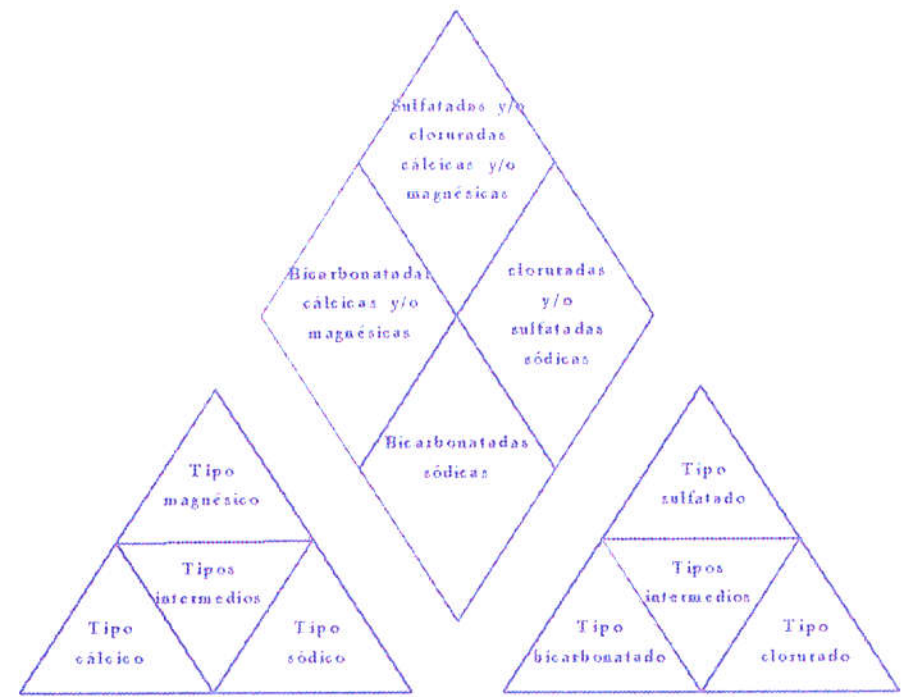 Sulfatadas y/o
cloruradas
cálcicas y/o
magnésicas
Bicarbonatadas
cálcicas y/o
magnésicas
cloruradas
y/o
sulfatadas
sódicas
Bicarbonatadas
sódicas
Tipo
magnésico
Tipos
intermedios
Tipo
cálcico
Tipo
sódico
Tipo
sulfatado
Tipos
intermedios
Tipo
bicarbonatado
Tipo
clorurado